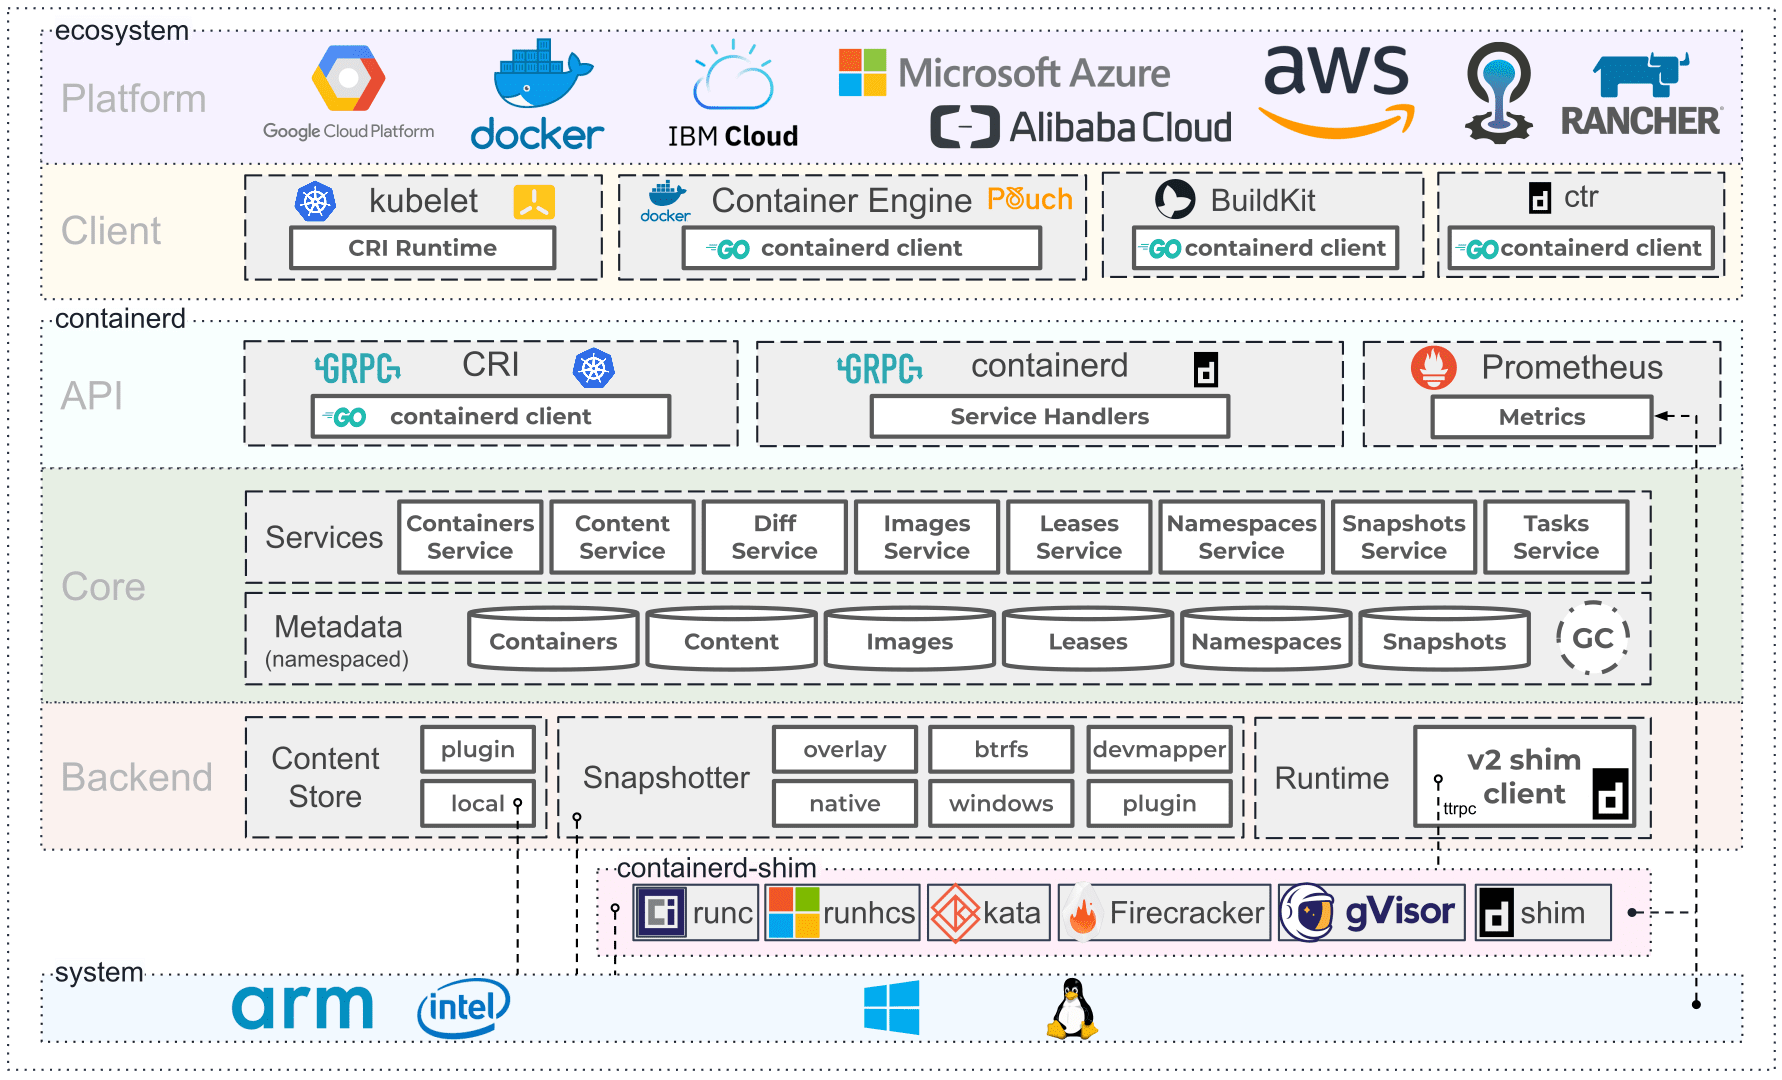 ecosystem
Platform
Google Cloud Platform
docker
IBM Cloud
Microsoft Azure
Alibaba Cloud
aws
RANCHER®
Client
kubelet
CRI Runtime
docker
Container Engine
Pouch
GO containerd client
BuildKit
GO containerd client
ctr
GO containerd client
containerd
API
GRPC
CRI
GO containerd client
GRPC
containerd
d
Service Handlers
Prometheus
Metrics
Core
Services
Containers
Service
Content
Service
Diff
Service
Images
Service
Leases
Service
Namespaces
Service
Snapshots
Service
Tasks
Service
Metadata
(namespaced)
Containers
Content
Images
Leases
Namespaces
Snapshots
GC
Backend
Content
Store
plugin
local
Snapshotter
overlay
btrfs
devmapper
native
windows
plugin
Runtime
v2 shim
client
ttrpc
d
containerd-shim
runc
runhcs
kata
Firecracker
gVisor
d
shim
system
arm
intel